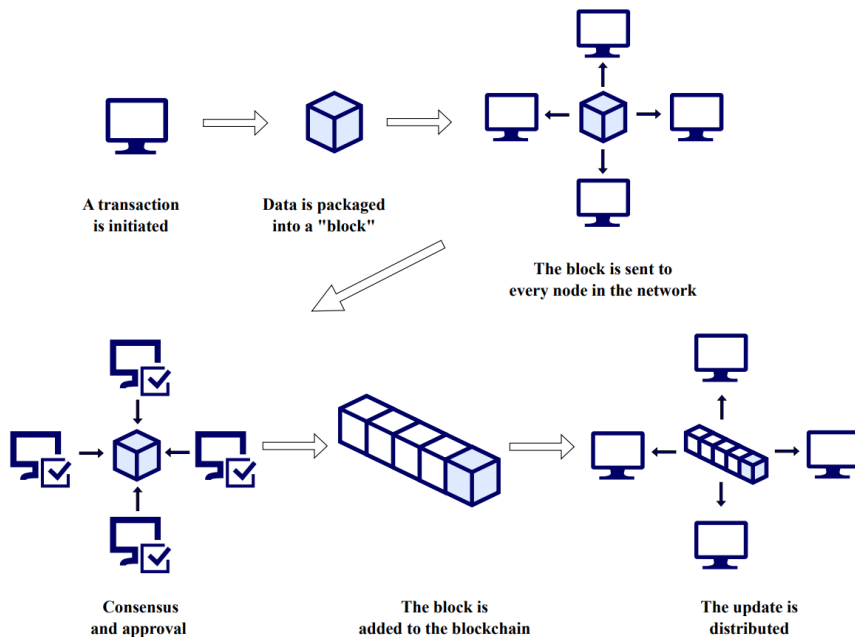 A transaction
is initiated
Data is packaged
into a "block"
The block is sent to
every node in the network
Consensus
and approval
The block is
added to the blockchain
The update is
distributed